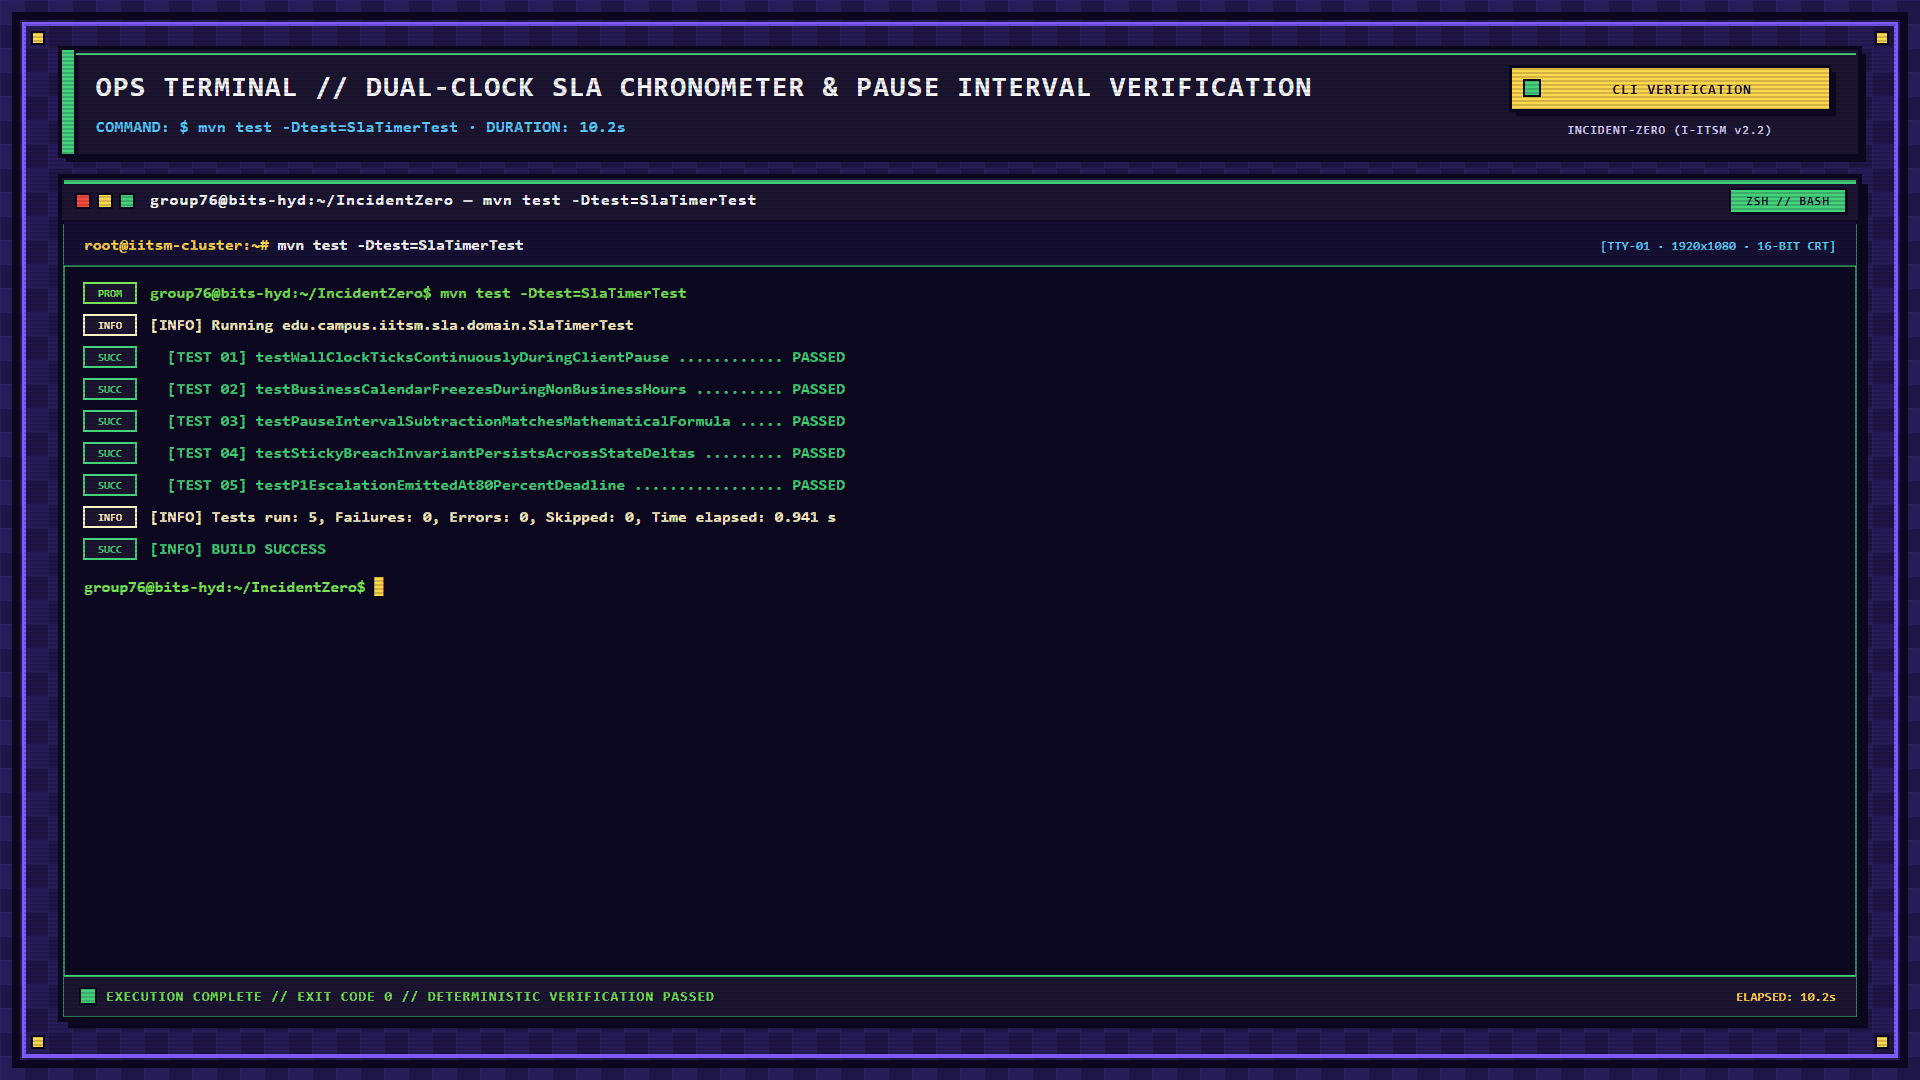 OPS TERMINAL // DUAL-CLOCK SLA CHRONOMETER & PAUSE INTERVAL VERIFICATION
COMMAND: $ mvn test -Dtest=SlaTimerTest · DURATION: 10.2s
CLI VERIFICATION
INCIDENT-ZERO (I-ITSM v2.2)
group76@bits-hyd:~/IncidentZero — mvn test -Dtest=SlaTimerTest
ZSH // BASH
root@iitsm-cluster:~# mvn test -Dtest=SlaTimerTest
[TTY-01 · 1920x1080 · 16-BIT CRT]
PROM group76@bits-hyd:~/IncidentZero$ mvn test -Dtest=SlaTimerTest
INFO [INFO] Running edu.campus.iitsm.sla.domain.SlaTimerTest
SUCC [TEST 01] testWallClockTicksContinuouslyDuringClientPause ............ PASSED
SUCC [TEST 02] testBusinessCalendarFreezesDuringNonBusinessHours .......... PASSED
SUCC [TEST 03] testPauseIntervalSubtractionMatchesMathematicalFormula ..... PASSED
SUCC [TEST 04] testStickyBreachInvariantPersistsAcrossStateDeltas ......... PASSED
SUCC [TEST 05] testP1EscalationEmittedAt80PercentDeadline ................. PASSED
INFO [INFO] Tests run: 5, Failures: 0, Errors: 0, Skipped: 0, Time elapsed: 0.941 s
SUCC [INFO] BUILD SUCCESS
group76@bits-hyd:~/IncidentZero$
EXECUTION COMPLETE // EXIT CODE 0 // DETERMINISTIC VERIFICATION PASSED
ELAPSED: 10.2s